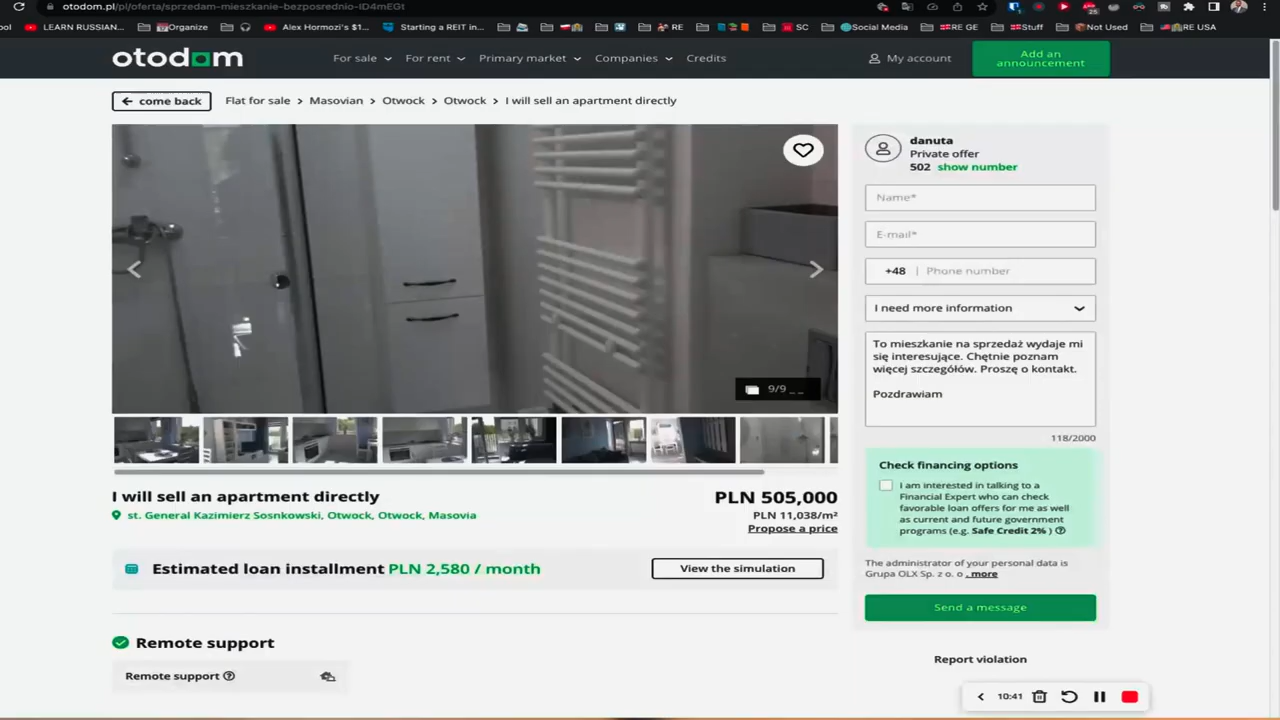 otodom.pl/pl/oferta/sprzedam-mieszkanie-bezposrednio-ID4mEGt
LEARN RUSSIAN... Organize Alex Hormozi's $1... Starting a REIT in... RE SC Social Media RE GE Stuff Not Used RE USA
otodom For sale For rent Primary market Companies Credits My account Add an announcement
come back Flat for sale > Masovian > Otwock > Otwock > I will sell an apartment directly
danuta
Private offer
502 show number
Name*
E-mail*
+48 Phone number
I need more information
To mieszkanie na sprzedaż wydaje mi
się interesujące. Chętnie poznam
więcej szczegółów. Proszę o kontakt.
Pozdrawiam
9/9
118/2000
Check financing options
I am interested in talking to a
Financial Expert who can check
favorable loan offers for me as well
as current and future government
programs (e.g. Safe Credit 2% )
I will sell an apartment directly PLN 505,000
st. General Kazimierz Sosnkowski, Otwock, Otwock, Masovia PLN 11,038/m²
Propose a price
Estimated loan installment PLN 2,580 / month View the simulation
The administrator of your personal data is
Grupa OLX Sp. z o. o . more
Send a message
Remote support
Remote support
Report violation
10:41